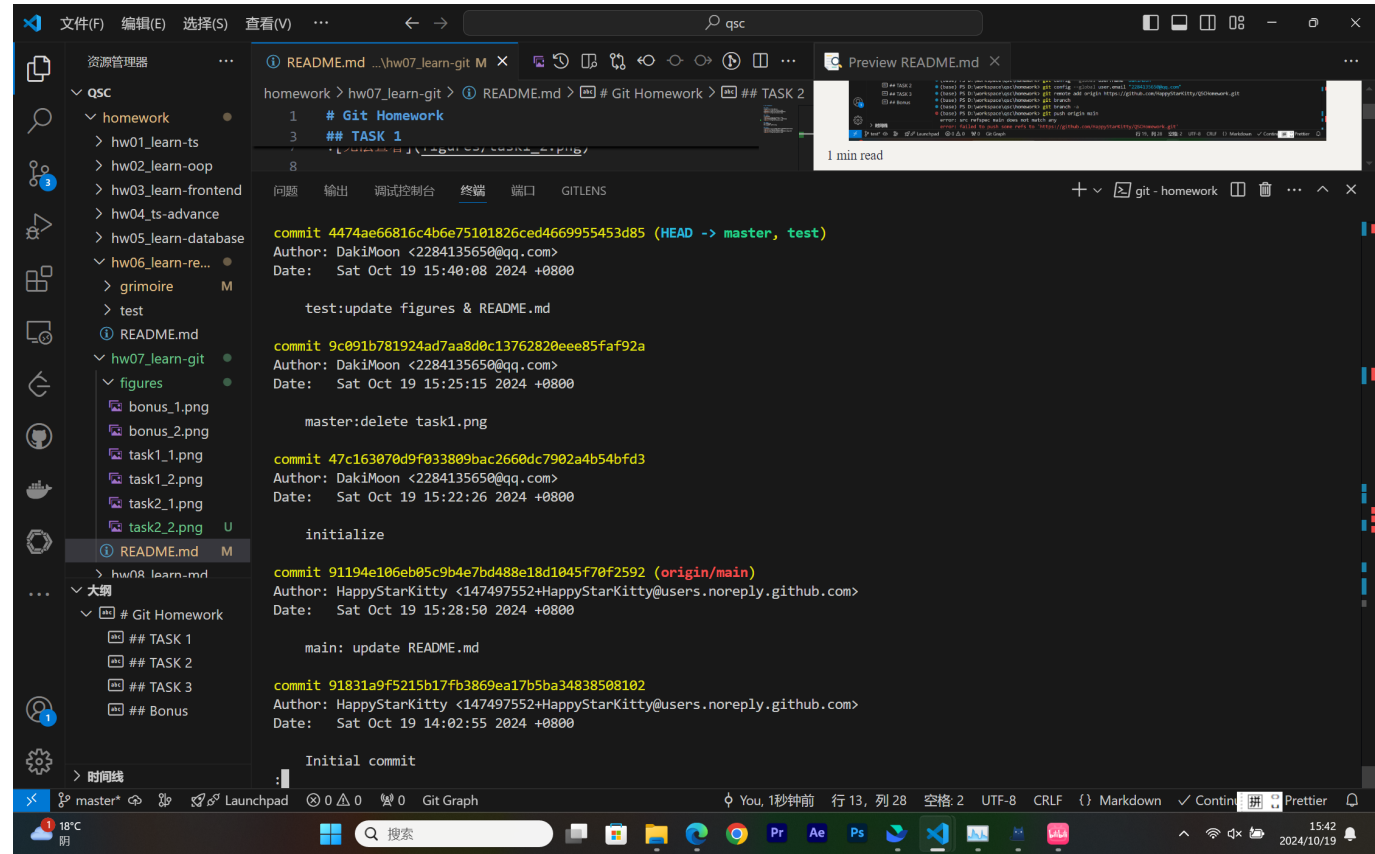 文件(F) 编辑(E) 选择(S) 查看(V) ··· ← → qsc
资源管理器 ···
QSC
homework
hw01_learn-ts
hw02_learn-oop
hw03_learn-frontend
hw04_ts-advance
hw05_learn-database
hw06_learn-re...
grimoire M
test
README.md
hw07_learn-git
figures
bonus_1.png
bonus_2.png
task1_1.png
task1_2.png
task2_1.png
task2_2.png U
README.md M
hw08_learn-md
大纲
# Git Homework
## TASK 1
## TASK 2
## TASK 3
## Bonus
时间线
3
1
README.md ...\hw07_learn-git M
homework > hw07_learn-git > README.md > # Git Homework > ## TASK 2
1 # Git Homework
3 ## TASK 1
(figures/task1_2.png)
8
Preview README.md
1 min read
问题 输出 调试控制台 终端 端口 GITLENS
git - homework
commit 4474ae66816c4b6e75101826ced4669955453d85 (HEAD -> master, test)
Author: DakiMoon <2284135650@qq.com>
Date: Sat Oct 19 15:40:08 2024 +0800
test:update figures & README.md
commit 9c091b781924ad7aa8d0c13762820eee85faf92a
Author: DakiMoon <2284135650@qq.com>
Date: Sat Oct 19 15:25:15 2024 +0800
master:delete task1.png
commit 47c163070d9f033809bac2660dc7902a4b54bfd3
Author: DakiMoon <2284135650@qq.com>
Date: Sat Oct 19 15:22:26 2024 +0800
initialize
commit 91194e106eb05c9b4e7bd488e18d1045f70f2592 (origin/main)
Author: HappyStarKitty <147497552+HappyStarKitty@users.noreply.github.com>
Date: Sat Oct 19 15:28:50 2024 +0800
main: update README.md
commit 91831a9f5215b17fb3869ea17b5ba34838508102
Author: HappyStarKitty <147497552+HappyStarKitty@users.noreply.github.com>
Date: Sat Oct 19 14:02:55 2024 +0800
Initial commit
:
master* Launchpad 0 0 0 Git Graph You, 1秒钟前 行 13，列 28 空格: 2 UTF-8 CRLF {} Markdown Contin 拼 Prettier
1 18°C
阴
搜索
Pr Ae Ps
15:42
2024/10/19